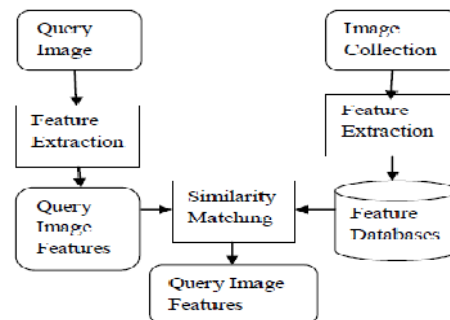 Query
Image
Image
Collection
Feature
Extraction
Feature
Extraction
Query
Image
Features
Similarity
Matching
Feature
Databases
Query Image
Features